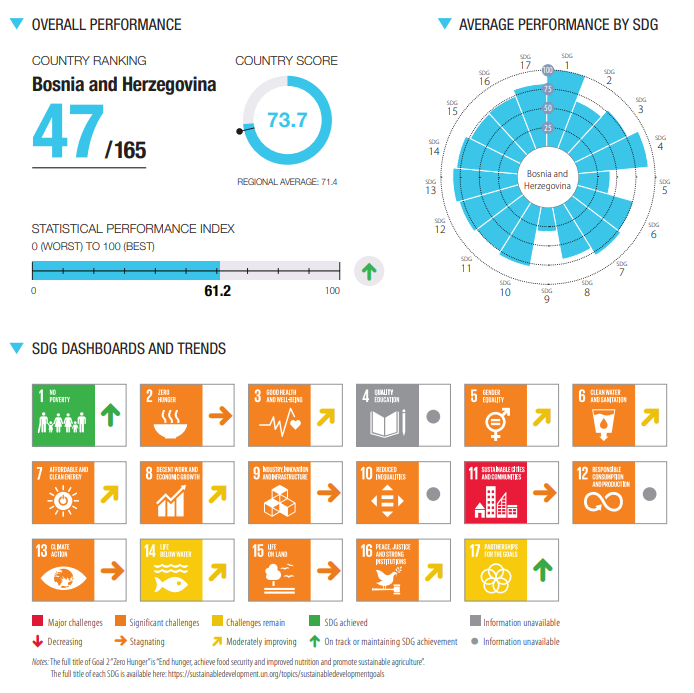 OVERALL PERFORMANCE
COUNTRY RANKING
Bosnia and Herzegovina
47 /165
COUNTRY SCORE
73.7
REGIONAL AVERAGE: 71.4
STATISTICAL PERFORMANCE INDEX
0 (WORST) TO 100 (BEST)
0
61.2
100
AVERAGE PERFORMANCE BY SDG
SDG
1
SDG
2
SDG
3
SDG
4
SDG
5
SDG
6
SDG
7
SDG
8
SDG
9
SDG
10
SDG
11
SDG
12
SDG
13
SDG
14
SDG
15
SDG
16
SDG
17
100
75
50
25
Bosnia and
Herzegovina
SDG DASHBOARDS AND TRENDS
1 NO
POVERTY
2 ZERO
HUNGER
3 GOOD HEALTH
AND WELL-BEING
4 QUALITY
EDUCATION
5 GENDER
EQUALITY
6 CLEAN WATER
AND SANITATION
7 AFFORDABLE AND
CLEAN ENERGY
8 DECENT WORK AND
ECONOMIC GROWTH
9 INDUSTRY, INNOVATION
AND INFRASTRUCTURE
10 REDUCED
INEQUALITIES
11 SUSTAINABLE CITIES
AND COMMUNITIES
12 RESPONSIBLE
CONSUMPTION
AND PRODUCTION
13 CLIMATE
ACTION
14 LIFE
BELOW WATER
15 LIFE
ON LAND
16 PEACE, JUSTICE
AND STRONG
INSTITUTIONS
17 PARTNERSHIPS
FOR THE GOALS
Major challenges
Significant challenges
Challenges remain
SDG achieved
Information unavailable
Decreasing
Stagnating
Moderately improving
On track or maintaining SDG achievement
Information unavailable
Notes: The full title of Goal 2 "Zero Hunger" is "End hunger, achieve food security and improved nutrition and promote sustainable agriculture".
The full title of each SDG is available here: https://sustainabledevelopment.un.org/topics/sustainabledevelopmentgoals